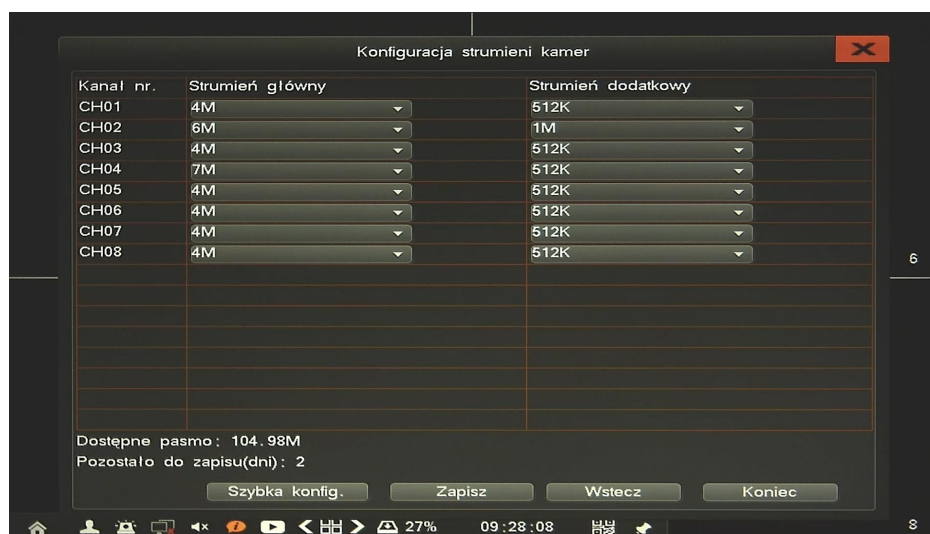 Konfiguracja strumieni kamer
Kanał nr. Strumień główny Strumień dodatkowy
CH01 4M 512K
CH02 6M 1M
CH03 4M 512K
CH04 7M 512K
CH05 4M 512K
CH06 4M 512K
CH07 4M 512K
CH08 4M 512K
6
Dostępne pasmo: 104.98M
Pozostało do zapisu(dni): 2
Szybka konfig. Zapisz Wstecz Koniec
27% 09:28:08 8